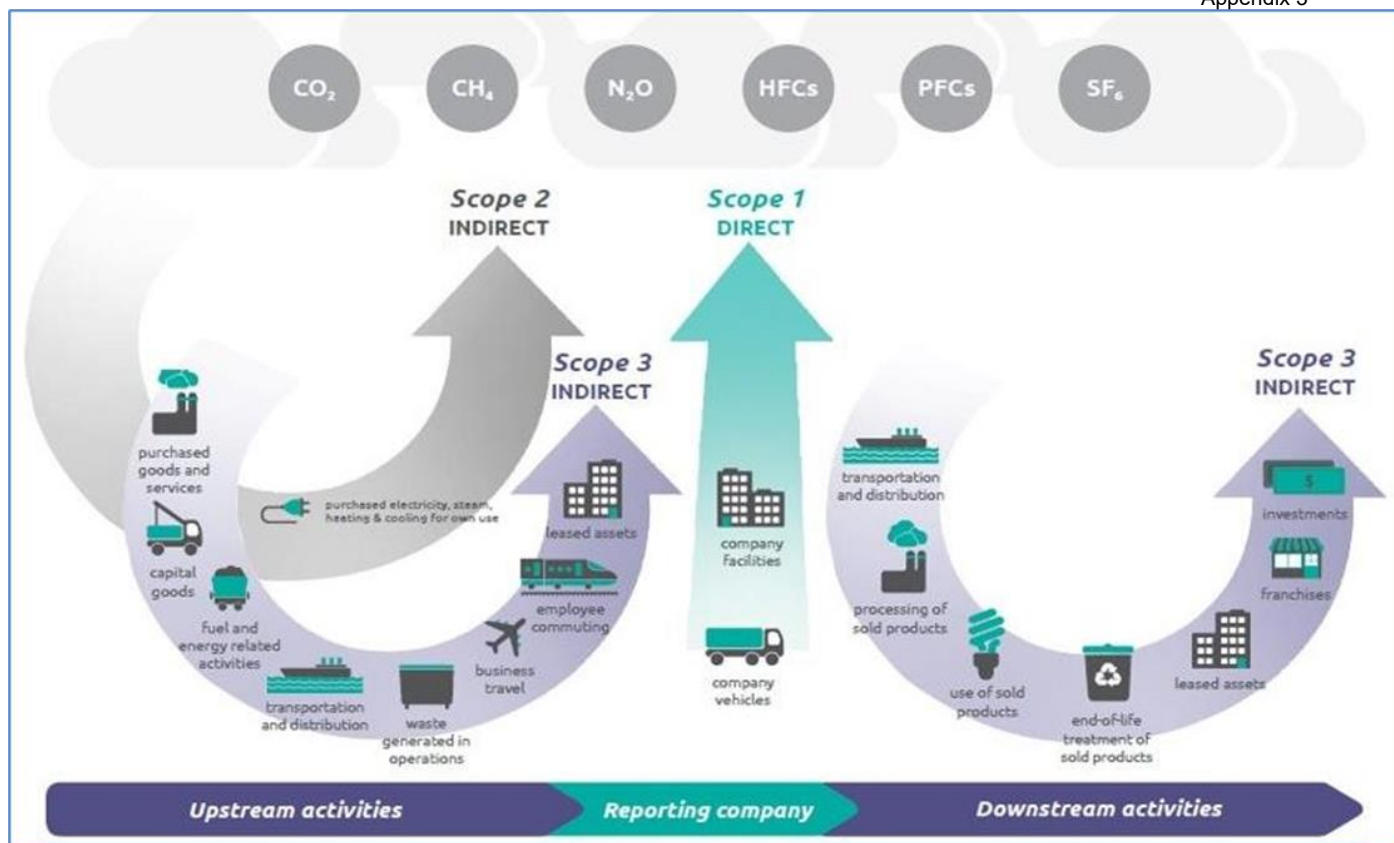 Appendix 3
CO₂
CH₄
N₂O
HFCs
PFCs
SF₆
Scope 2
INDIRECT
Scope 1
DIRECT
Scope 3
INDIRECT
Scope 3
INDIRECT
purchased
goods and
services
capital
goods
fuel and
energy related
activities
transportation
and distribution
waste
generated in
operations
business
travel
employee
commuting
leased assets
purchased electricity, steam,
heating & cooling for own use
company
facilities
company
vehicles
transportation
and distribution
processing of
sold products
use of sold
products
end-of-life
treatment of
sold products
leased assets
franchises
investments
$
Upstream activities
Reporting company
Downstream activities